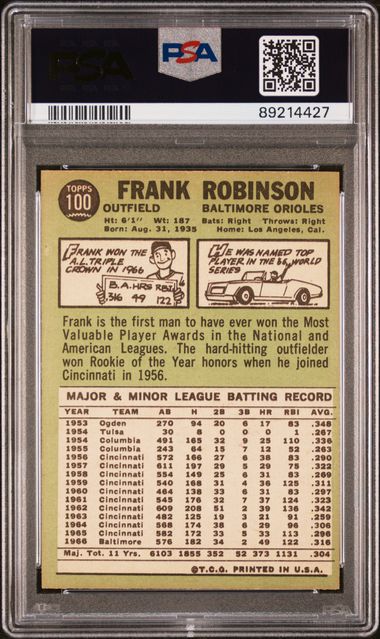 PSA
PSA
89214427
TOPPS
100
FRANK ROBINSON
OUTFIELD BALTIMORE ORIOLES
Ht: 6'1" Wt: 187 Bats: Right Throws: Right
Born: Aug. 31, 1935 Home: Los Angeles, Cal.
FRANK WON THE
A.L. TRIPLE
CROWN IN 1966
B.A. HRS RBI
.316 49 122
HE WAS NAMED TOP
PLAYER IN THE '66 WORLD
SERIES
Frank is the first man to have ever won the Most
Valuable Player Awards in the National and
American Leagues. The hard-hitting outfielder
won Rookie of the Year honors when he joined
Cincinnati in 1956.
MAJOR & MINOR LEAGUE BATTING RECORD
YEAR TEAM AB H 2B 3B HR RBI AVG.
1953 Ogden 270 94 20 6 17 83 .348
1954 Tulsa 30 8 0 0 0 1 .267
1954 Columbia 491 165 32 9 25 110 .336
1955 Columbia 243 64 15 7 12 52 .263
1956 Cincinnati 572 166 27 6 38 83 .290
1957 Cincinnati 611 197 29 5 29 75 .322
1958 Cincinnati 554 149 25 6 31 83 .269
1959 Cincinnati 540 168 31 4 36 125 .311
1960 Cincinnati 464 138 33 6 31 83 .297
1961 Cincinnati 545 176 32 7 37 124 .323
1962 Cincinnati 609 208 51 2 39 136 .342
1963 Cincinnati 482 125 19 3 21 91 .259
1964 Cincinnati 568 174 38 6 29 96 .306
1965 Cincinnati 582 172 33 5 33 113 .296
1966 Baltimore 576 182 34 2 49 122 .316
Maj. Tot. 11 Yrs. 6103 1855 352 52 373 1131 .304
©T.C.G. PRINTED IN U.S.A.